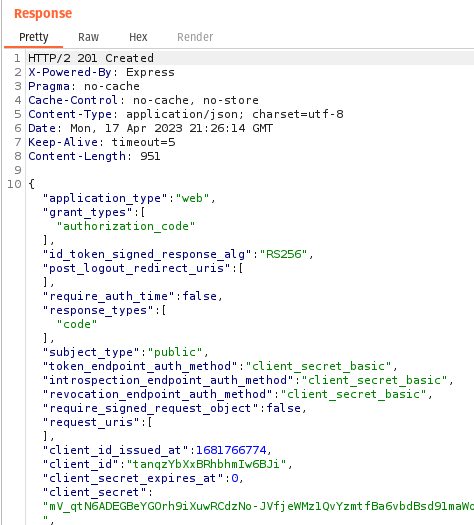 Response
Pretty Raw Hex Render
1 HTTP/2 201 Created
2 X-Powered-By: Express
3 Pragma: no-cache
4 Cache-Control: no-cache, no-store
5 Content-Type: application/json; charset=utf-8
6 Date: Mon, 17 Apr 2023 21:26:14 GMT
7 Keep-Alive: timeout=5
8 Content-Length: 951
9
10 {
"application_type":"web",
"grant_types":[
"authorization_code"
],
"id_token_signed_response_alg":"RS256",
"post_logout_redirect_uris":[
],
"require_auth_time":false,
"response_types":[
"code"
],
"subject_type":"public",
"token_endpoint_auth_method":"client_secret_basic",
"introspection_endpoint_auth_method":"client_secret_basic",
"revocation_endpoint_auth_method":"client_secret_basic",
"require_signed_request_object":false,
"request_uris":[
],
"client_id_issued_at":1681766774,
"client_id":"tanqzYbXxBRhbhmIw6BJi",
"client_secret_expires_at":0,
"client_secret":
"mV_qtN6ADEGBeYGOrh9iXuwRCdzNo-JVfjeWMz1QvYzmtfBa6vbdBsd91maWc
",